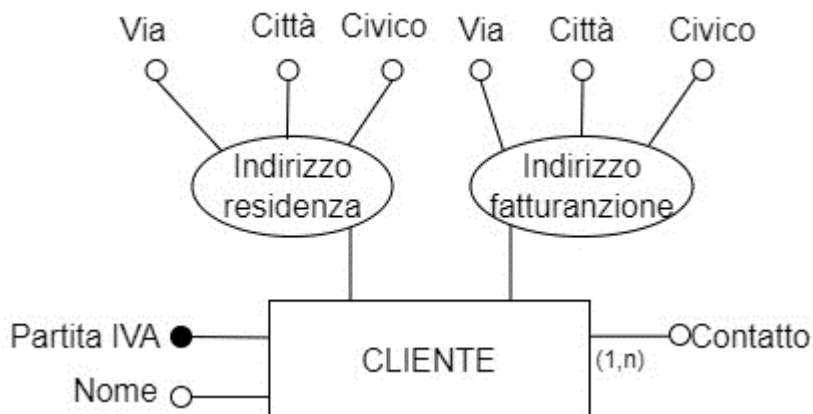 Via Città Civico Via Città Civico
Indirizzo residenza
Indirizzo fatturanzione
Partita IVA
CLIENTE
(1,n)
Contatto
Nome